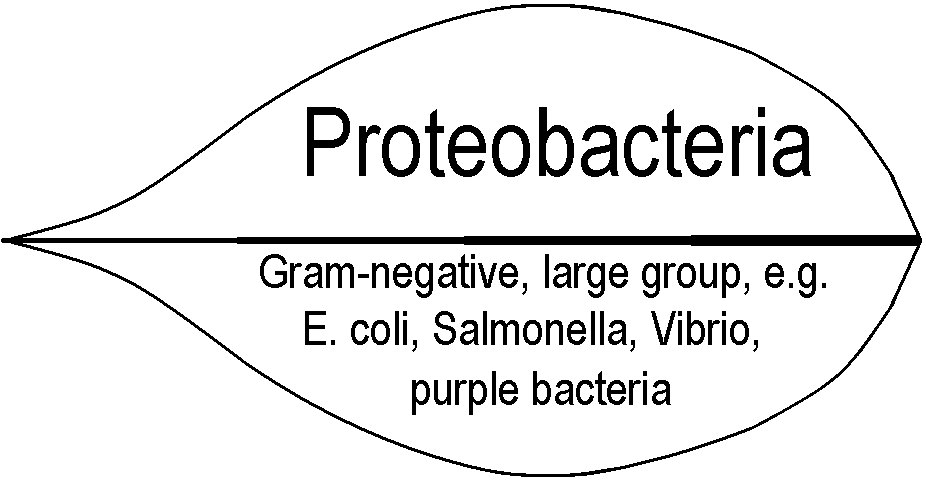 Proteobacteria
Gram-negative, large group, e.g.
E. coli, Salmonella, Vibrio,
purple bacteria